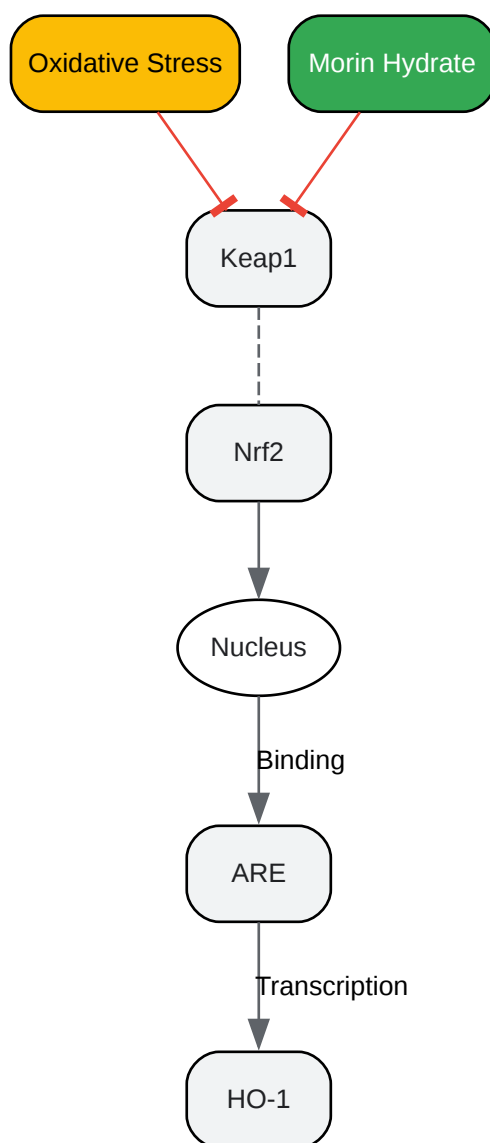 Oxidative Stress
Morin Hydrate
Keap1
Nrf2
Nucleus
Binding
ARE
Transcription
HO-1